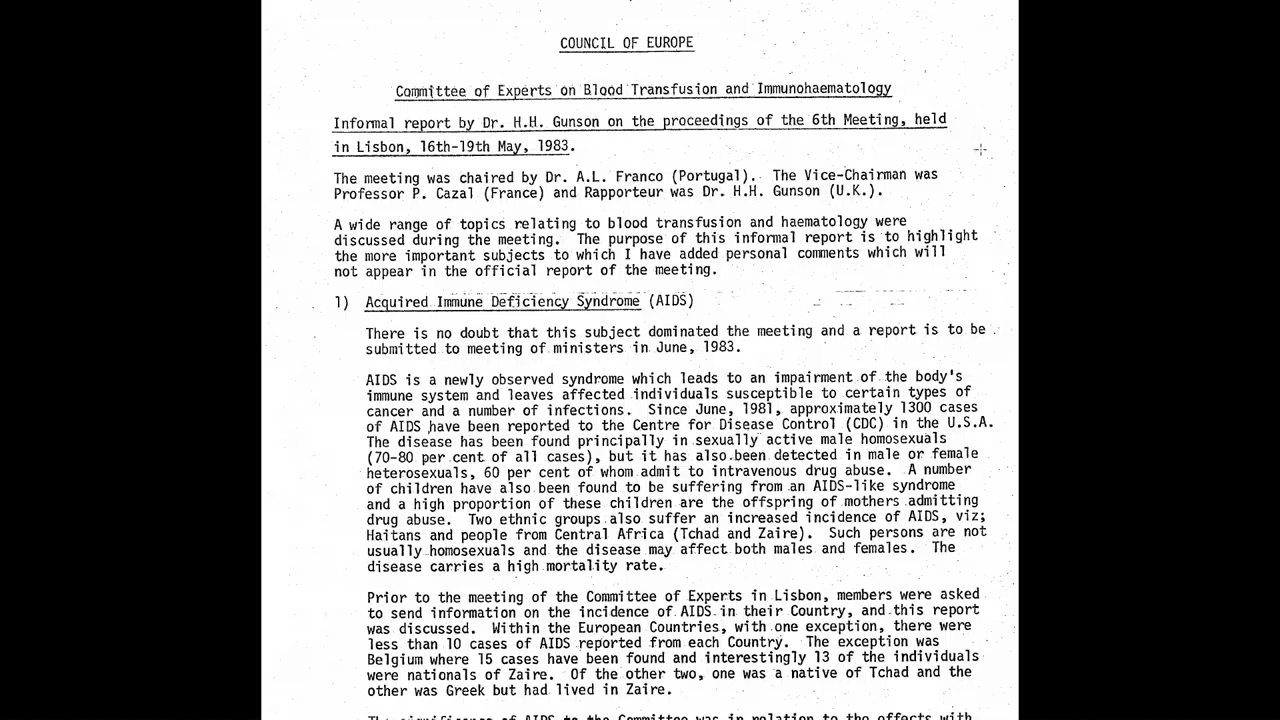 COUNCIL OF EUROPE
Committee of Experts on Blood Transfusion and Immunohaematology
Informal report by Dr. H.H. Gunson on the proceedings of the 6th Meeting, held
in Lisbon, 16th-19th May, 1983.
The meeting was chaired by Dr. A.L. Franco (Portugal). The Vice-Chairman was
Professor P. Cazal (France) and Rapporteur was Dr. H.H. Gunson (U.K.).
A wide range of topics relating to blood transfusion and haematology were
discussed during the meeting. The purpose of this informal report is to highlight
the more important subjects to which I have added personal comments which will
not appear in the official report of the meeting.
1) Acquired Immune Deficiency Syndrome (AIDS)
There is no doubt that this subject dominated the meeting and a report is to be
submitted to meeting of ministers in June, 1983.
AIDS is a newly observed syndrome which leads to an impairment of the body's
immune system and leaves affected individuals susceptible to certain types of
cancer and a number of infections. Since June, 1981, approximately 1300 cases
of AIDS have been reported to the Centre for Disease Control (CDC) in the U.S.A.
The disease has been found principally in sexually active male homosexuals
(70-80 per cent of all cases), but it has also been detected in male or female
heterosexuals, 60 per cent of whom admit to intravenous drug abuse. A number
of children have also been found to be suffering from an AIDS-like syndrome
and a high proportion of these children are the offspring of mothers admitting
drug abuse. Two ethnic groups also suffer an increased incidence of AIDS, viz;
Haitans and people from Central Africa (Tchad and Zaire). Such persons are not
usually homosexuals and the disease may affect both males and females. The
disease carries a high mortality rate.
Prior to the meeting of the Committee of Experts in Lisbon, members were asked
to send information on the incidence of AIDS in their Country, and this report
was discussed. Within the European Countries, with one exception, there were
less than 10 cases of AIDS reported from each Country. The exception was
Belgium where 15 cases have been found and interestingly 13 of the individuals
were nationals of Zaire. Of the other two, one was a native of Tchad and the
other was Greek but had lived in Zaire.
The significance of AIDS to the Committee was in relation to the effects with